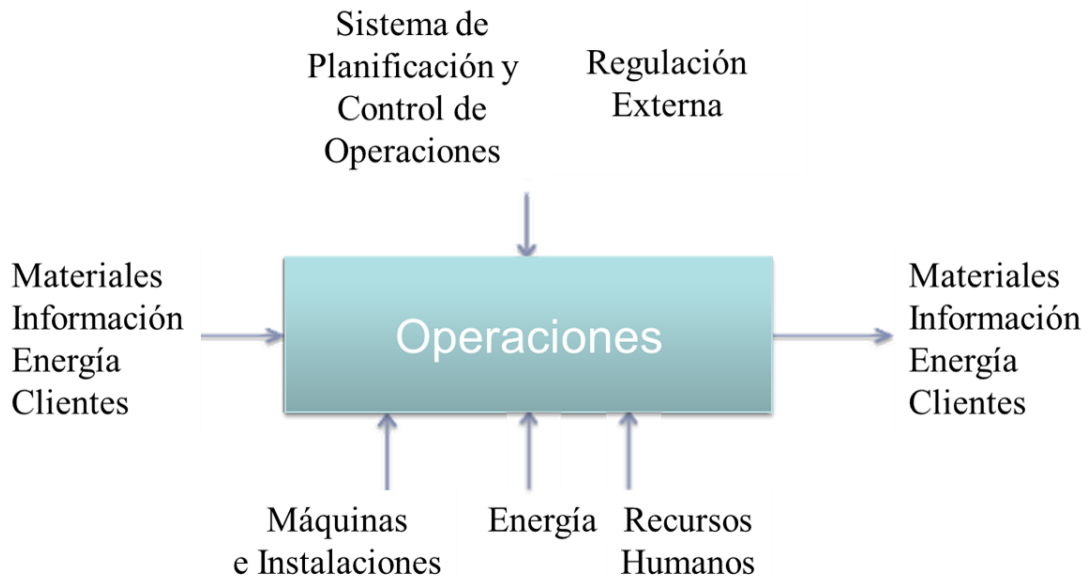 Sistema de
Planificación y
Control de
Operaciones
Regulación
Externa
Materiales
Información
Energía
Clientes
Operaciones
Materiales
Información
Energía
Clientes
Máquinas
e Instalaciones
Energía
Recursos
Humanos